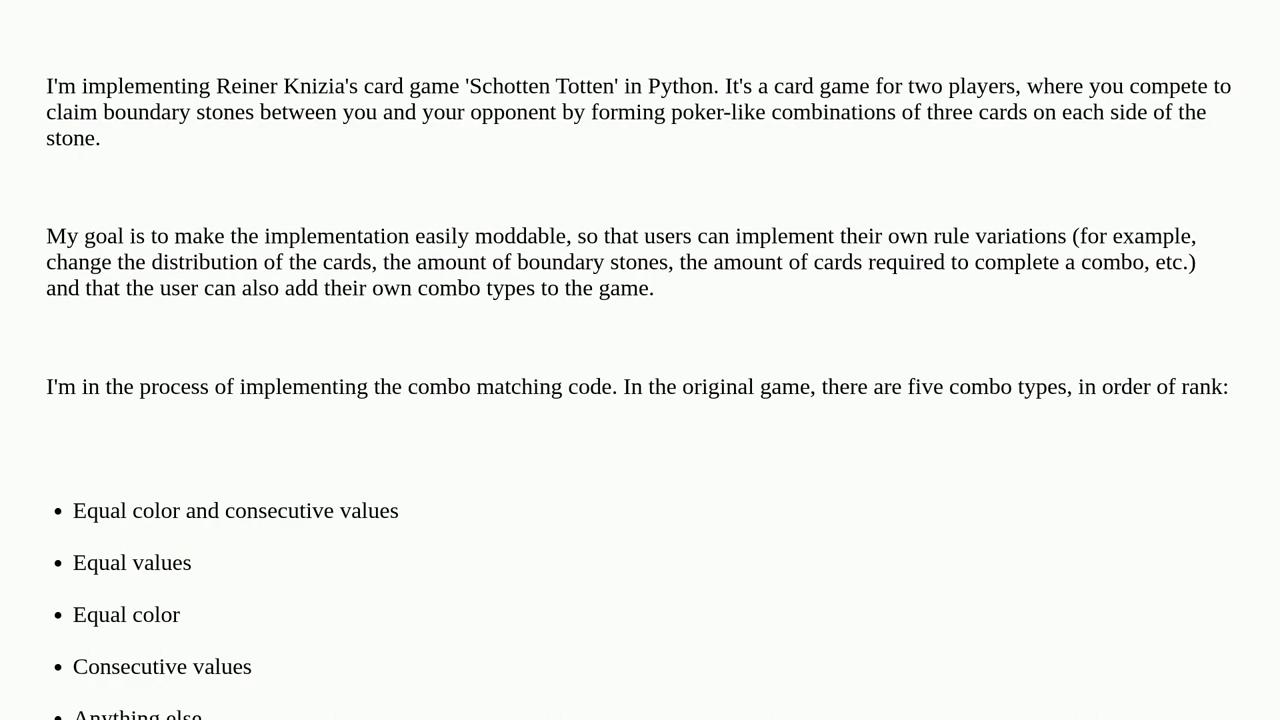 I'm implementing Reiner Knizia's card game 'Schotten Totten' in Python. It's a card game for two players, where you compete to
claim boundary stones between you and your opponent by forming poker-like combinations of three cards on each side of the
stone.
My goal is to make the implementation easily moddable, so that users can implement their own rule variations (for example,
change the distribution of the cards, the amount of boundary stones, the amount of cards required to complete a combo, etc.)
and that the user can also add their own combo types to the game.
I'm in the process of implementing the combo matching code. In the original game, there are five combo types, in order of rank:
• Equal color and consecutive values
• Equal values
• Equal color
• Consecutive values
• Anything else